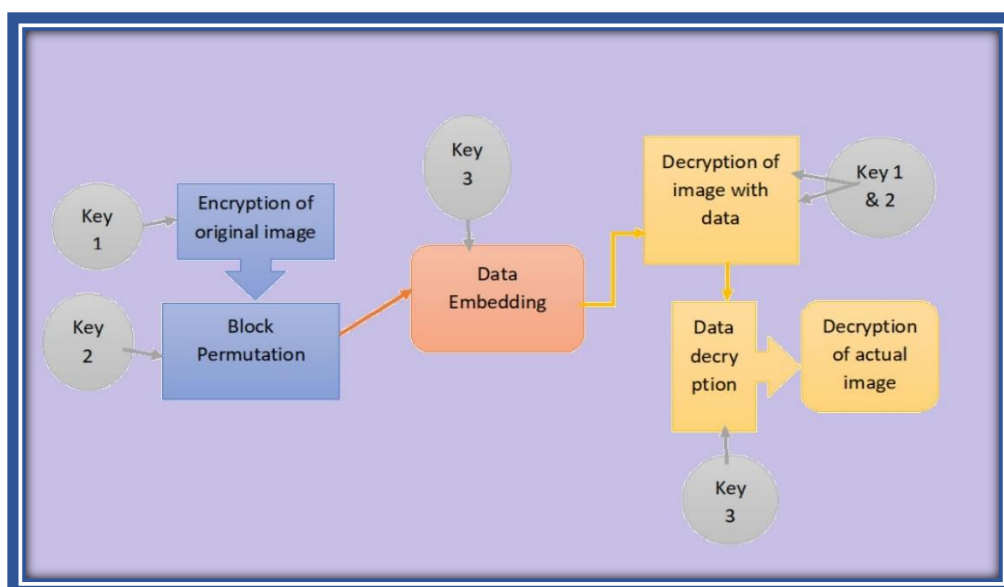 Key
1
Encryption of
original image
Key
2
Block
Permutation
Key
3
Data
Embedding
Decryption of
image with
data
Key 1
& 2
Data
decry
ption
Decryption
of actual
image
Key
3